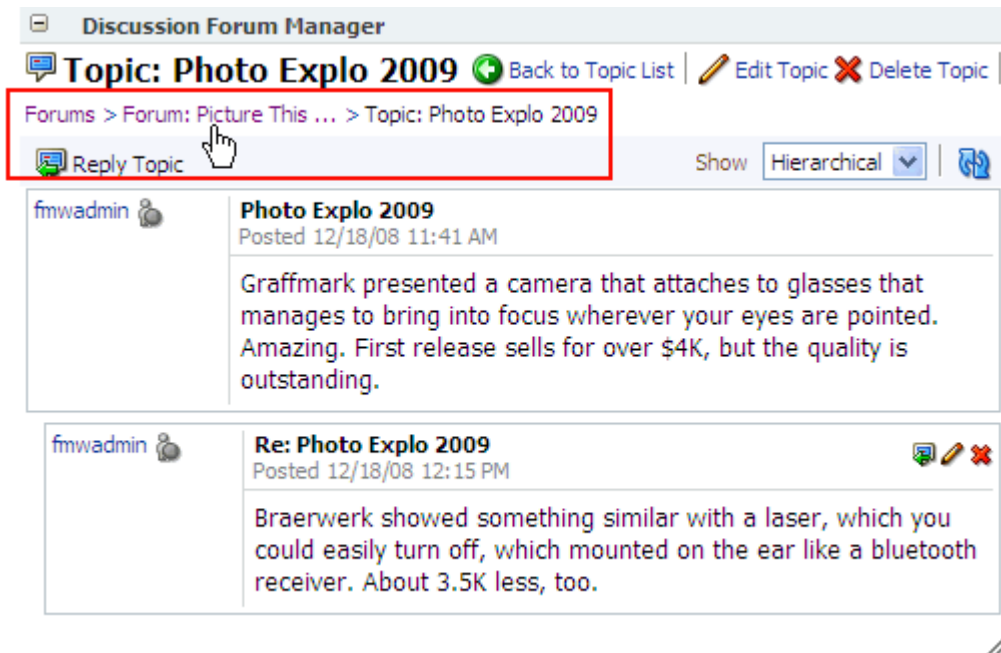 Discussion Forum Manager
Topic: Photo Explo 2009 Back to Topic List Edit Topic Delete Topic
Forums > Forum: Picture This ... > Topic: Photo Explo 2009
Reply Topic Show Hierarchical
fmwadmin Photo Explo 2009
Posted 12/18/08 11:41 AM
Graffmark presented a camera that attaches to glasses that
manages to bring into focus wherever your eyes are pointed.
Amazing. First release sells for over $4K, but the quality is
outstanding.
fmwadmin Re: Photo Explo 2009
Posted 12/18/08 12:15 PM
Braerwerk showed something similar with a laser, which you
could easily turn off, which mounted on the ear like a bluetooth
receiver. About 3.5K less, too.